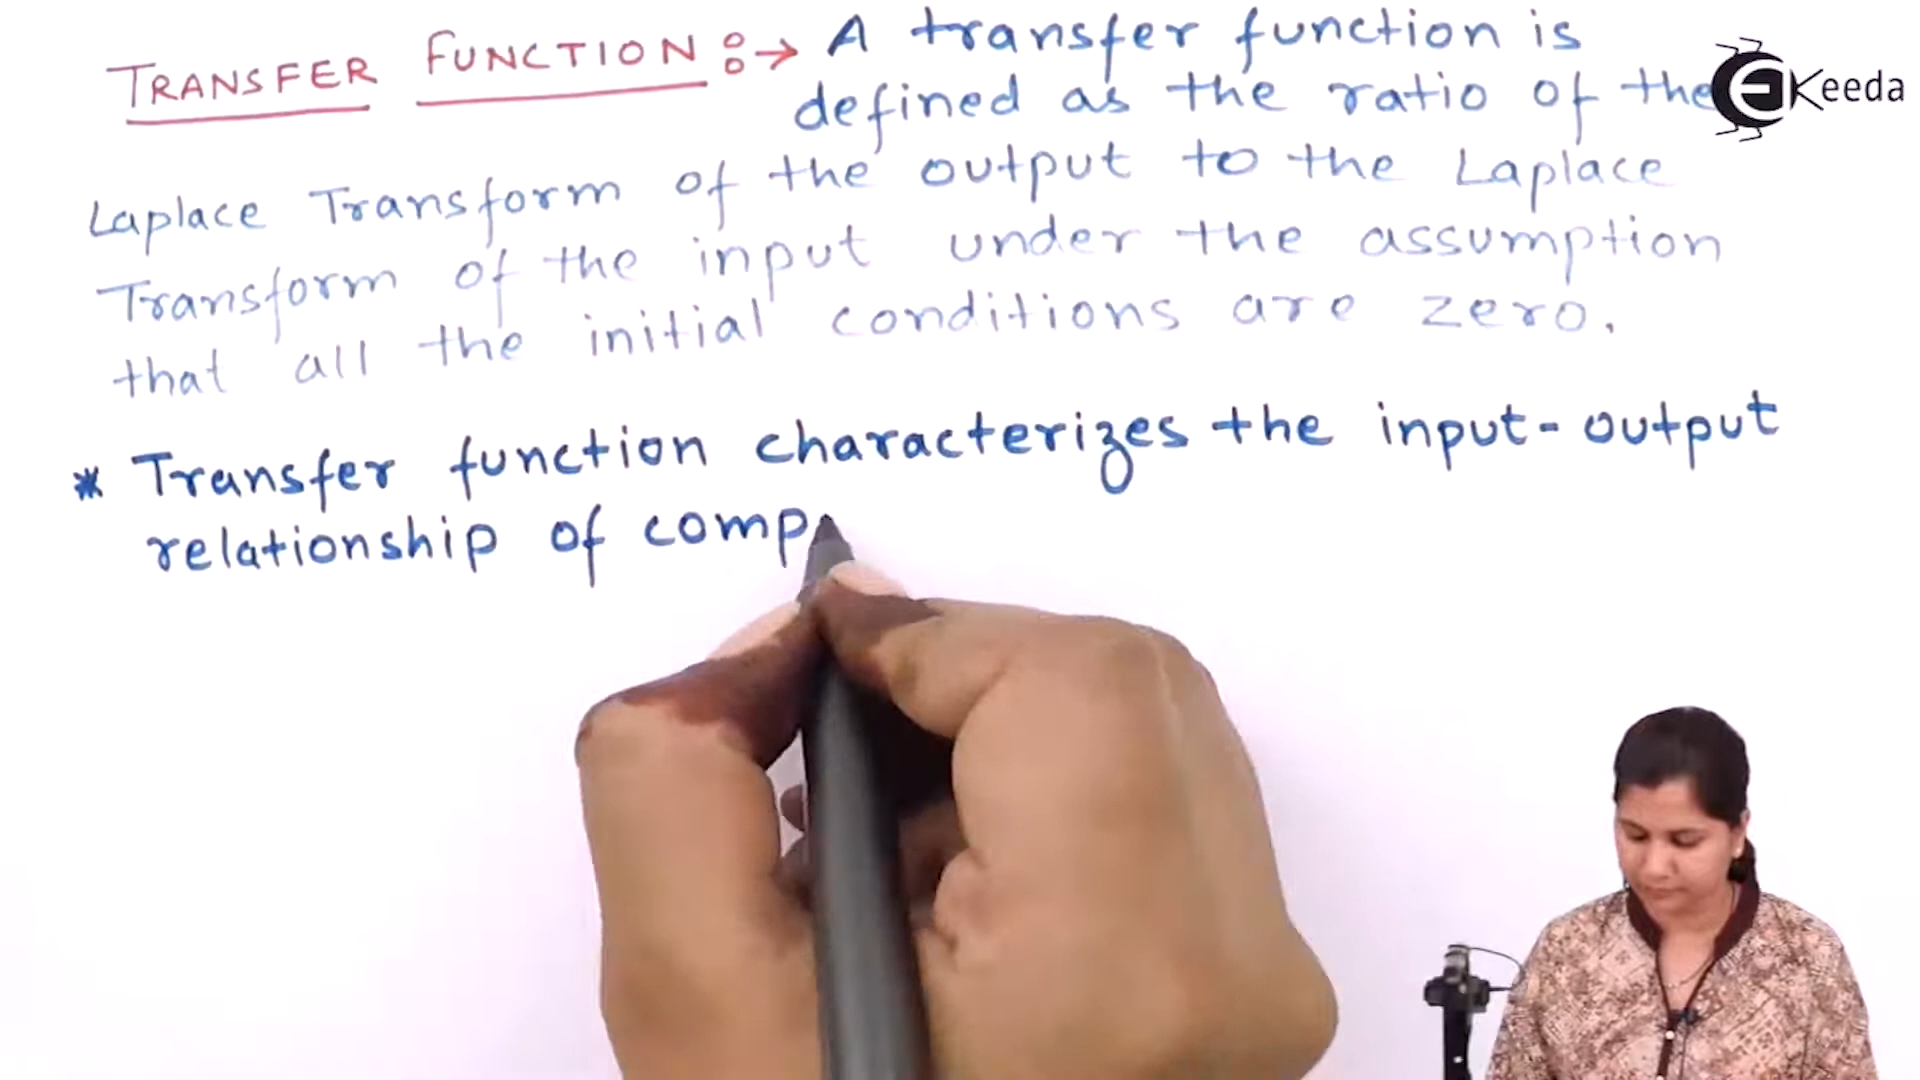 TRANSFER FUNCTION :→ A transfer function is
defined as the ratio of the
Laplace Transform of the output to the Laplace
Transform of the input under the assumption
that all the initial conditions are zero.
* Transfer function characterizes the input-output
relationship of comp
EKeeda